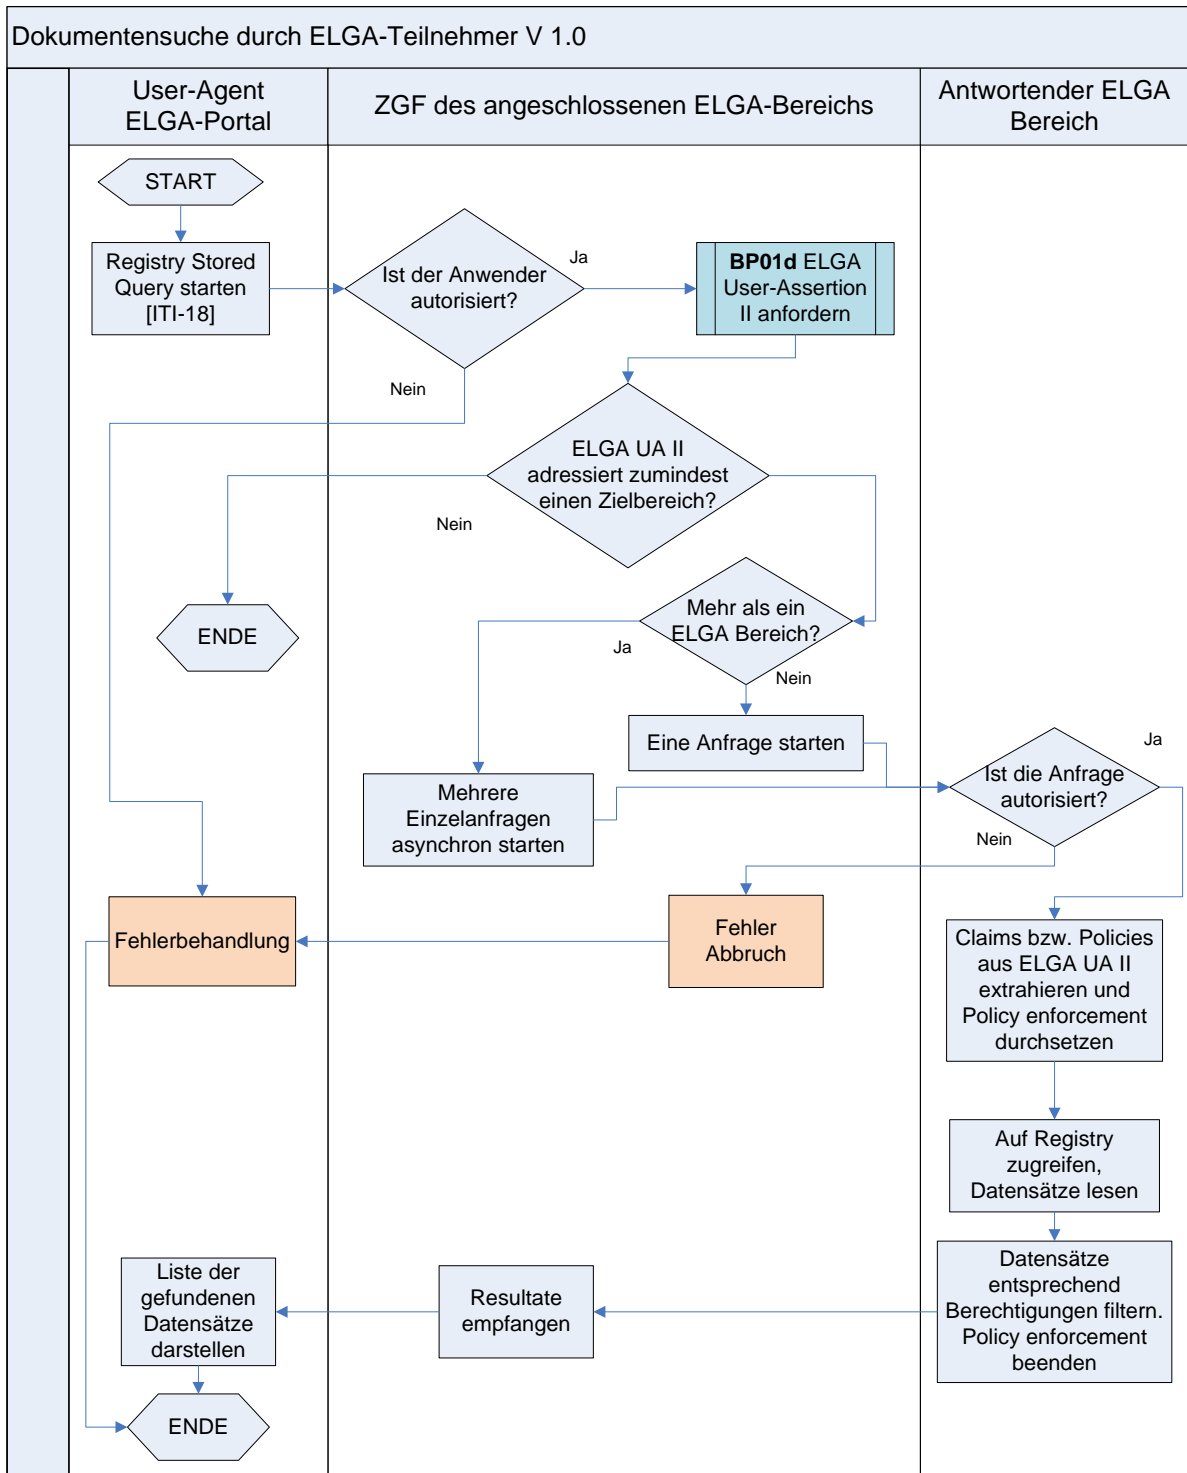 Dokumentensuche durch ELGA-Teilnehmer V 1.0
User-Agent
ELGA-Portal
ZGF des angeschlossenen ELGA-Bereichs
Antwortender ELGA
Bereich
START
Registry Stored
Query starten
[ITI-18]
Ist der Anwender
autorisiert?
Ja
Nein
BP01d ELGA
User-Assertion
II anfordern
ELGA UA II
adressiert zumindest
einen Zielbereich?
Nein
ENDE
Mehr als ein
ELGA Bereich?
Ja
Nein
Eine Anfrage starten
Mehrere
Einzelanfragen
asynchron starten
Ist die Anfrage
autorisiert?
Ja
Nein
Fehlerbehandlung
Fehler
Abbruch
Claims bzw. Policies
aus ELGA UA II
extrahieren und
Policy enforcement
durchsetzen
Auf Registry
zugreifen,
Datensätze lesen
Datensätze
entsprechend
Berechtigungen filtern.
Policy enforcement
beenden
Resultate
empfangen
Liste der
gefundenen
Datensätze
darstellen
ENDE